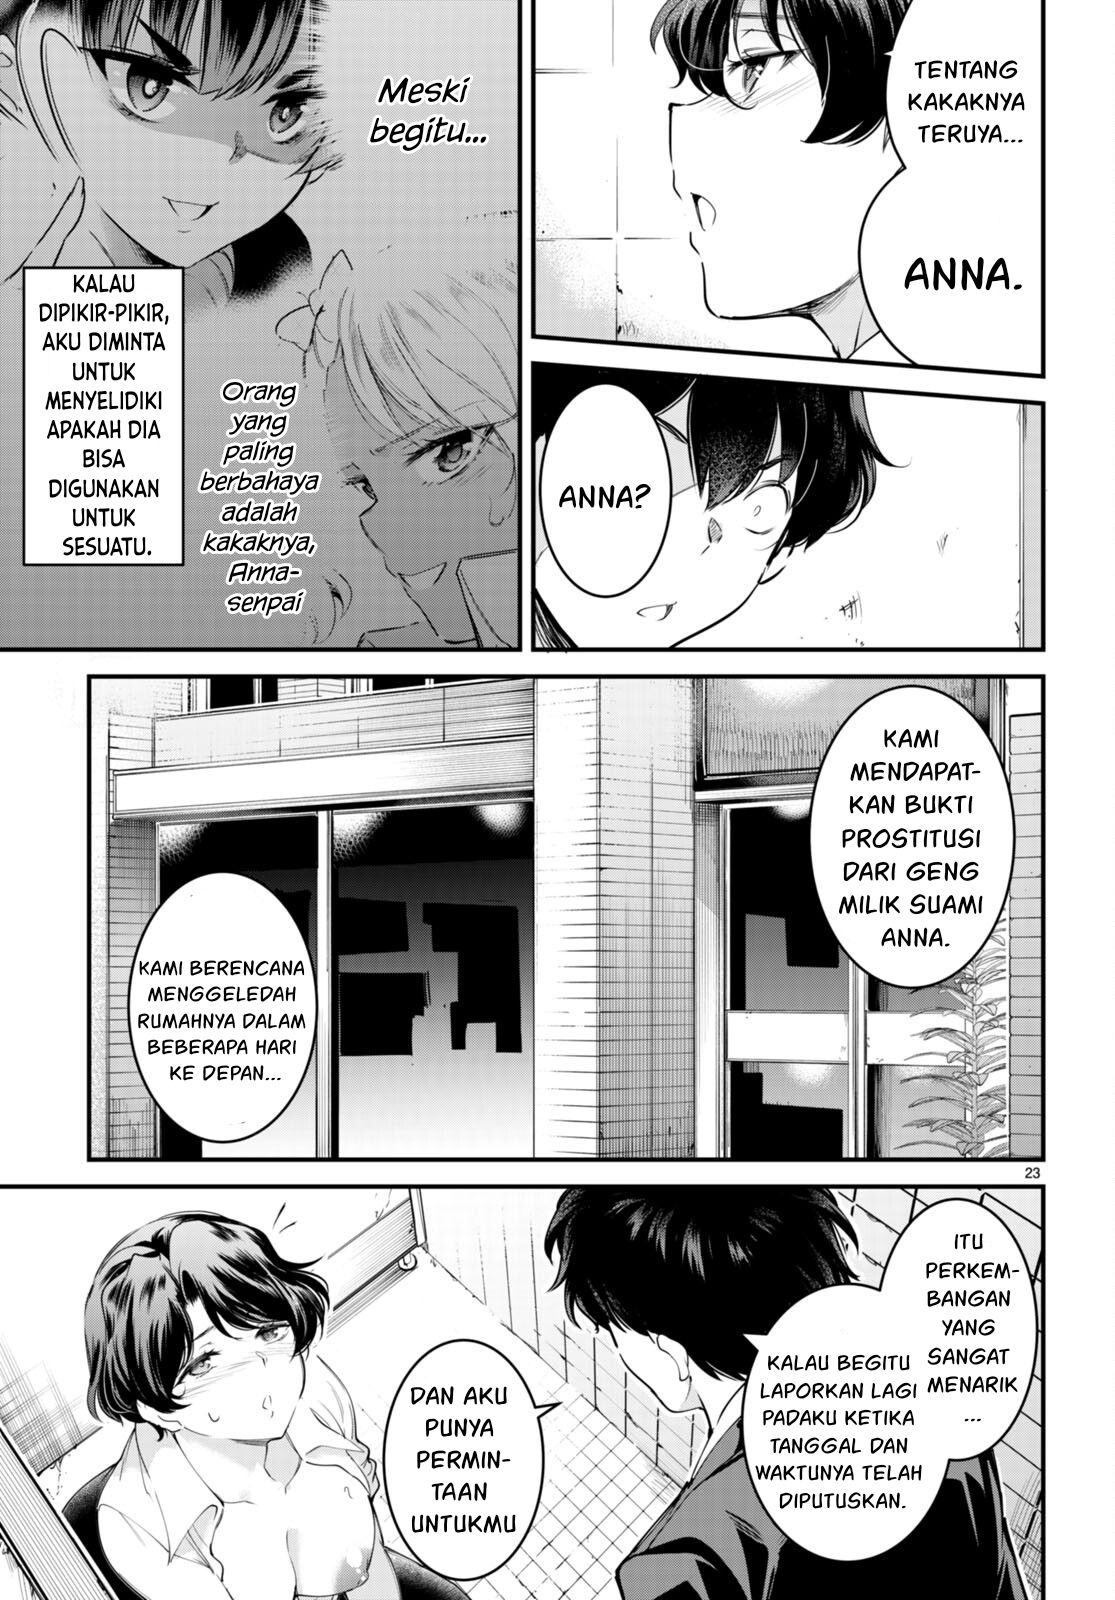 TENTANG
KAKAKNYA
TERUYA...
ANNA.
ANNA?
Meski
begitu...
Orang
yang
paling
berbahaya
adalah
kakaknya,
Anna-
senpai
KALAU
DIPIKIR-PIKIR,
AKU DIMINTA
UNTUK
MENYELIDIKI
APAKAH DIA
BISA
DIGUNAKAN
UNTUK
SESUATU.
KAMI
MENDAPAT-
KAN BUKTI
PROSTITUSI
DARI GENG
MILIK SUAMI
ANNA.
KAMI BERENCANA
MENGGELEDAH
RUMAHNYA DALAM
BEBERAPA HARI
KE DEPAN...
23
ITU
PERKEM-
BANGAN
YANG
SANGAT
MENARIK
...
KALAU BEGITU
LAPORKAN LAGI
PADAKU KETIKA
TANGGAL DAN
WAKTUNYA TELAH
DIPUTUSKAN.
DAN AKU
PUNYA
PERMIN-
TAAN
UNTUKMU